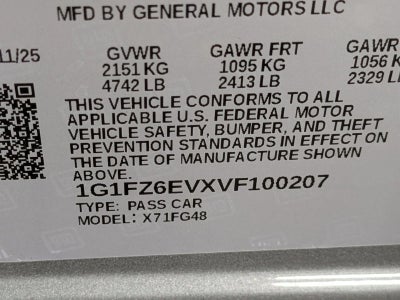 MFD BY GENERAL MOTORS LLC
11/25 GVWR GAWR FRT GAWR
2151 KG 1095 KG 1056 K
4742 LB 2413 LB 2329 L
THIS VEHICLE CONFORMS TO ALL
APPLICABLE U.S. FEDERAL MOTOR
VEHICLE SAFETY, BUMPER, AND THEFT
PREVENTION STANDARDS IN EFFECT ON
THE DATE OF MANUFACTURE SHOWN
ABOVE.
1G1FZ6EVXVF100207
TYPE: PASS CAR
MODEL: X71FG48